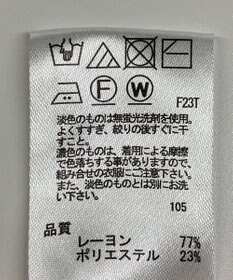 F23T
淡色のものは無蛍光洗剤を使用。
よくすすぎ、絞りの後すぐに干
すこと。
濃色のものは、着用による摩擦
で色落ちする事がありますので、
組み合せの衣服にご注意下さ
い。淡色のものとは別にお洗
い下さい。
105
品質
レーヨン 77%
ポリエステル 23%